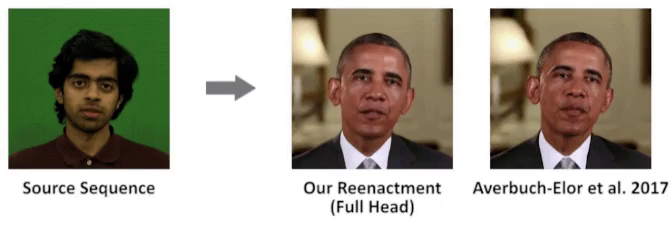 Source Sequence
Our Reenactment
(Full Head)
Averbuch-Elor et al. 2017